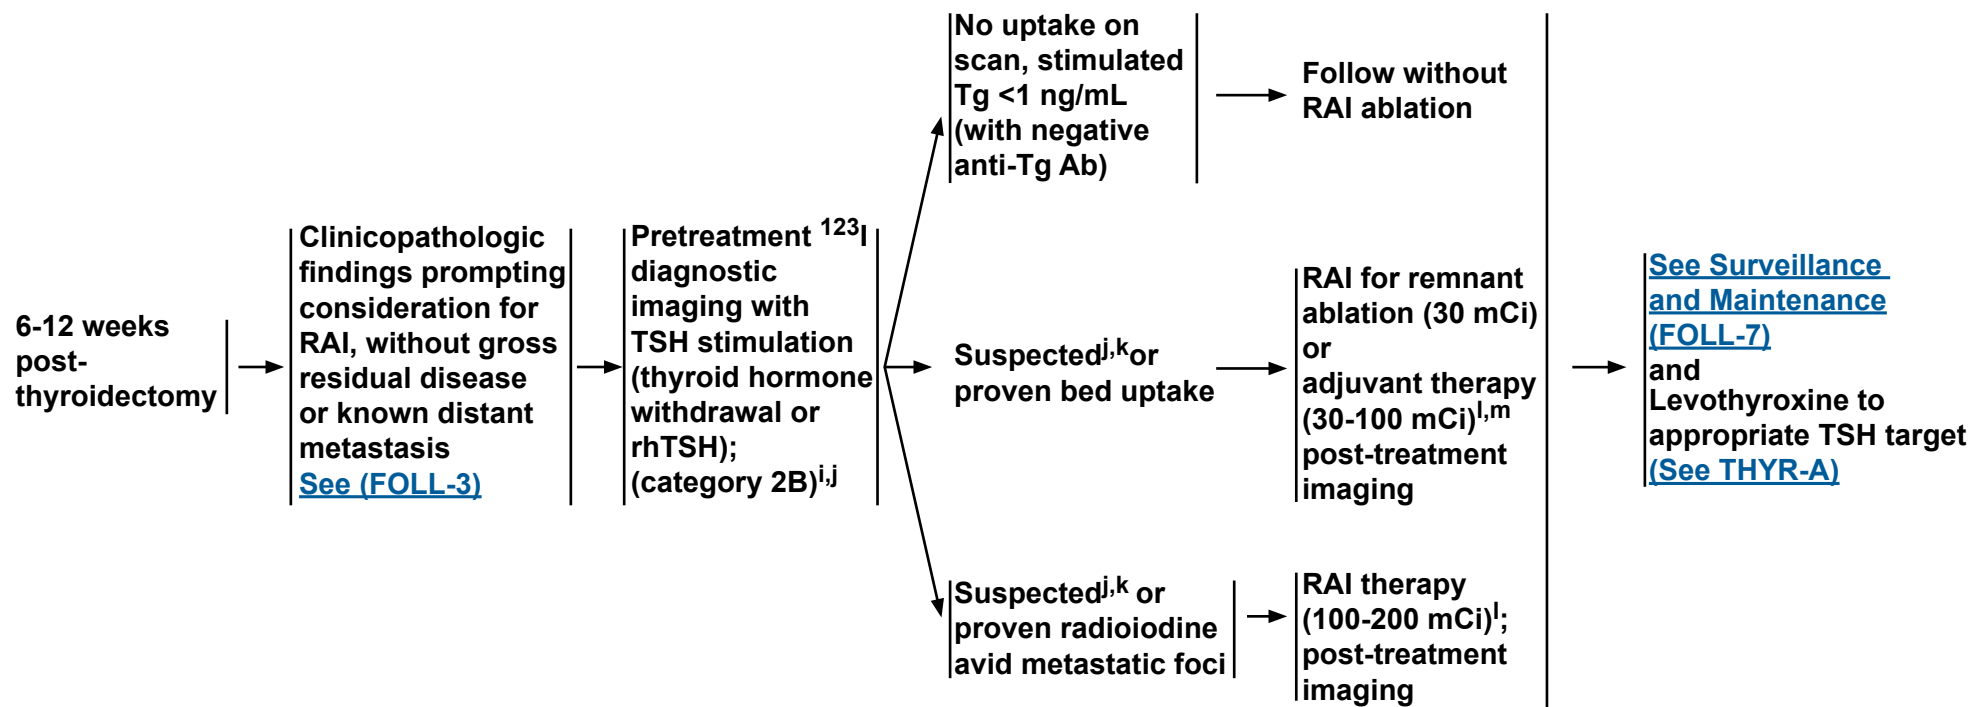 6-12 weeks
post-
thyroidectomy
Clinicopathologic
findings prompting
consideration for
RAI, without gross
residual disease
or known distant
metastasis
See (FOLL-3)
Pretreatment ¹²³I
diagnostic
imaging with
TSH stimulation
(thyroid hormone
withdrawal or
rhTSH);
(category 2B)i,j
No uptake on
scan, stimulated
Tg <1 ng/mL
(with negative
anti-Tg Ab)
Follow without
RAI ablation
Suspectedj,k or
proven bed uptake
RAI for remnant
ablation (30 mCi)
or
adjuvant therapy
(30-100 mCi)l,m
post-treatment
imaging
Suspectedj,k or
proven radioiodine
avid metastatic foci
RAI therapy
(100-200 mCi)l;
post-treatment
imaging
See Surveillance
and Maintenance
(FOLL-7)
and
Levothyroxine to
appropriate TSH target
(See THYR-A)